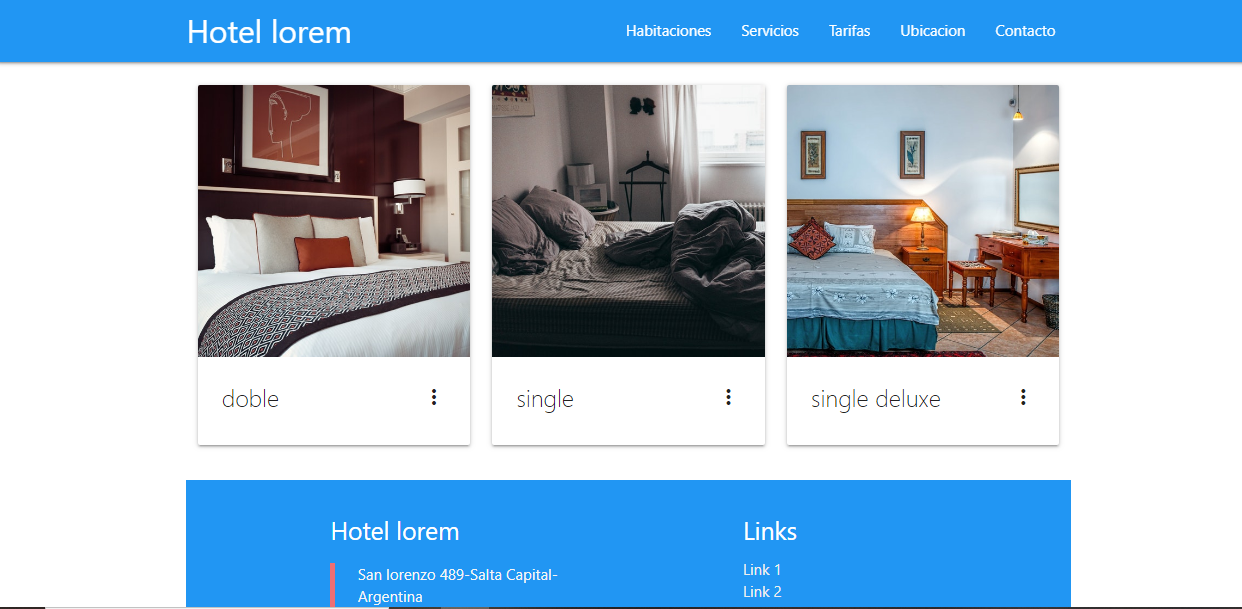 Hotel lorem
Habitaciones Servicios Tarifas Ubicacion Contacto
doble
single
single deluxe
Hotel lorem
San lorenzo 489-Salta Capital-
Argentina
Links
Link 1
Link 2